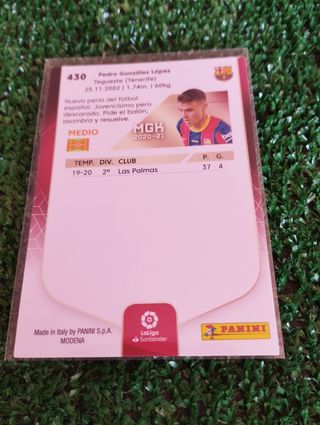 430
Pedro González López
Tegueste (Tenerife)
25.11.2002 | 1.74m. | 60kg.
Nueva perla del fútbol
español. Jovencísimo pero
descarado. Pide el balón,
asombra y resuelve.
MEDIO
MGK
2020-21
TEMP. DIV. CLUB P. G.
19-20 2ª Las Palmas 37 4
Made in Italy by PANINI S.p.A.
MODENA
LaLiga
Santander
PANINI